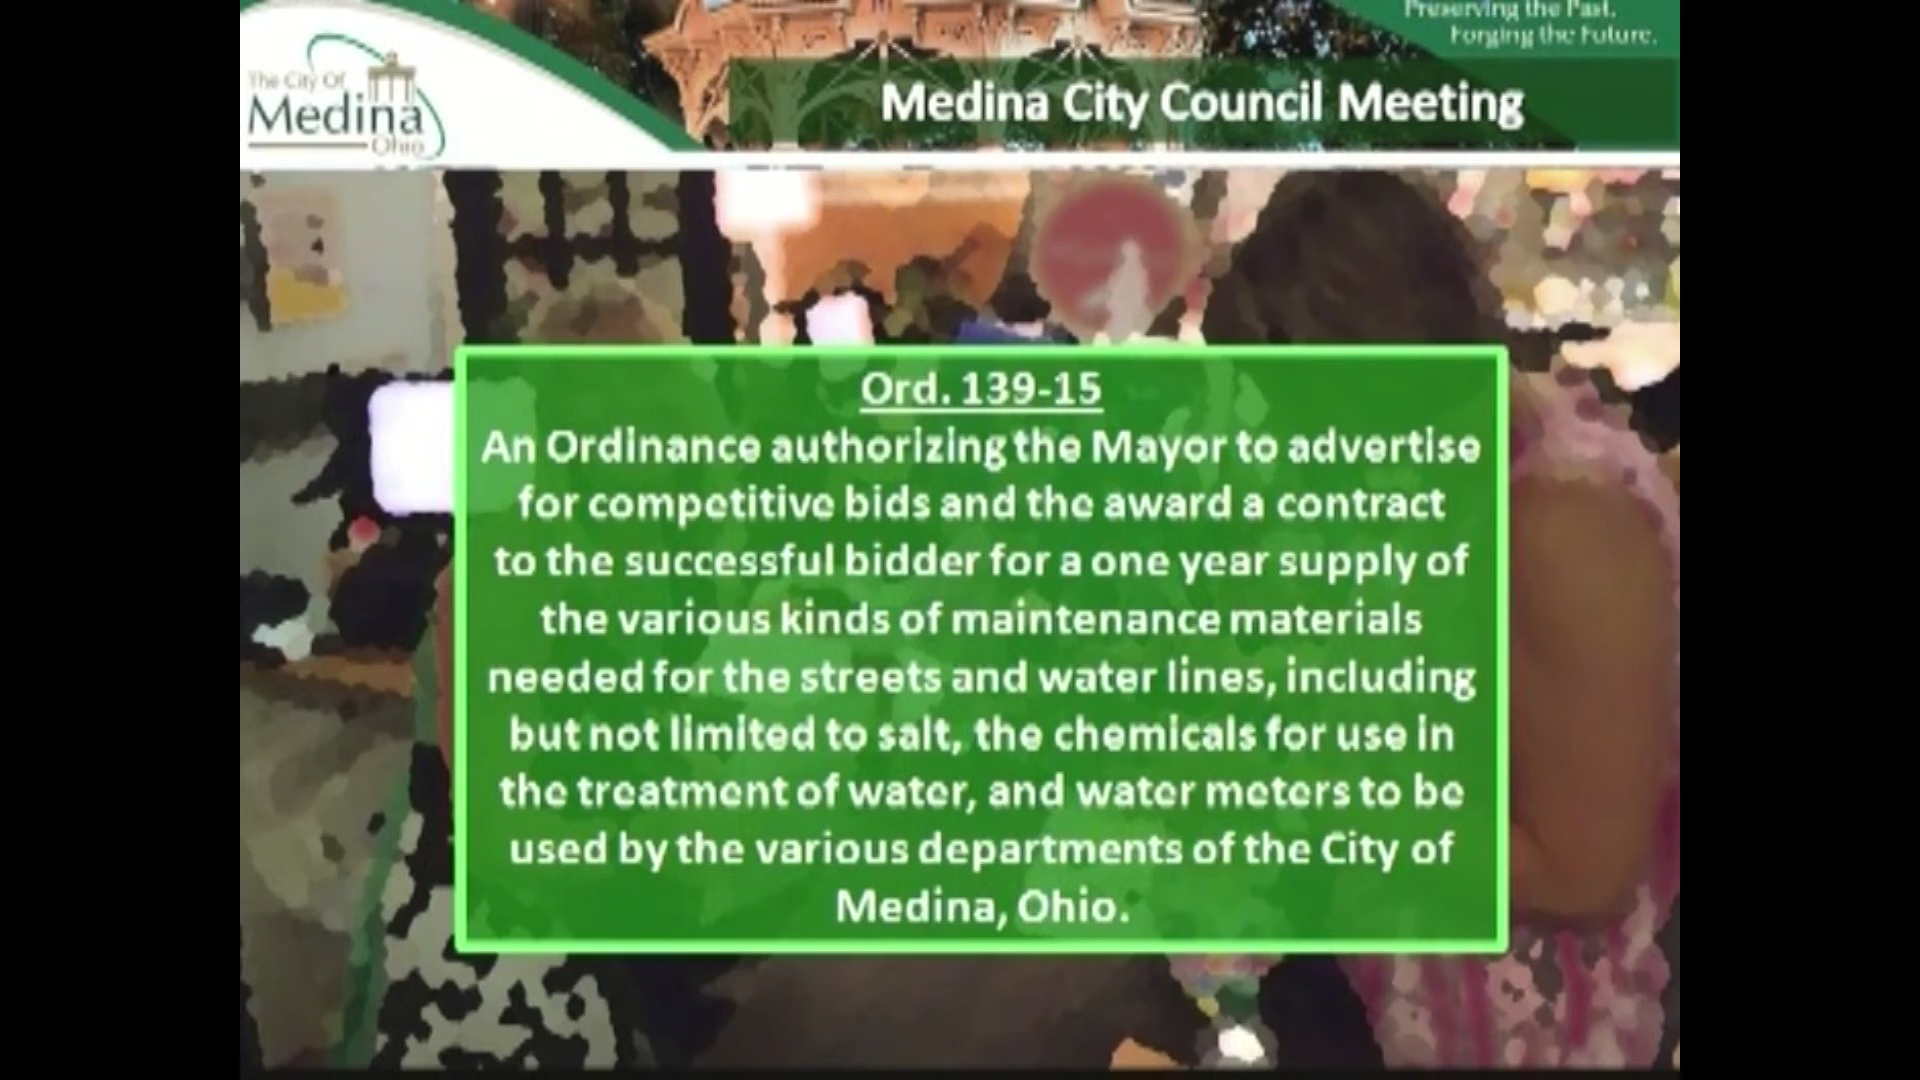 Preserving the Past.
Forging the Future.
The City Of
Medina
Ohio
Medina City Council Meeting
Ord. 139-15
An Ordinance authorizing the Mayor to advertise
for competitive bids and the award a contract
to the successful bidder for a one year supply of
the various kinds of maintenance materials
needed for the streets and water lines, including
but not limited to salt, the chemicals for use in
the treatment of water, and water meters to be
used by the various departments of the City of
Medina, Ohio.